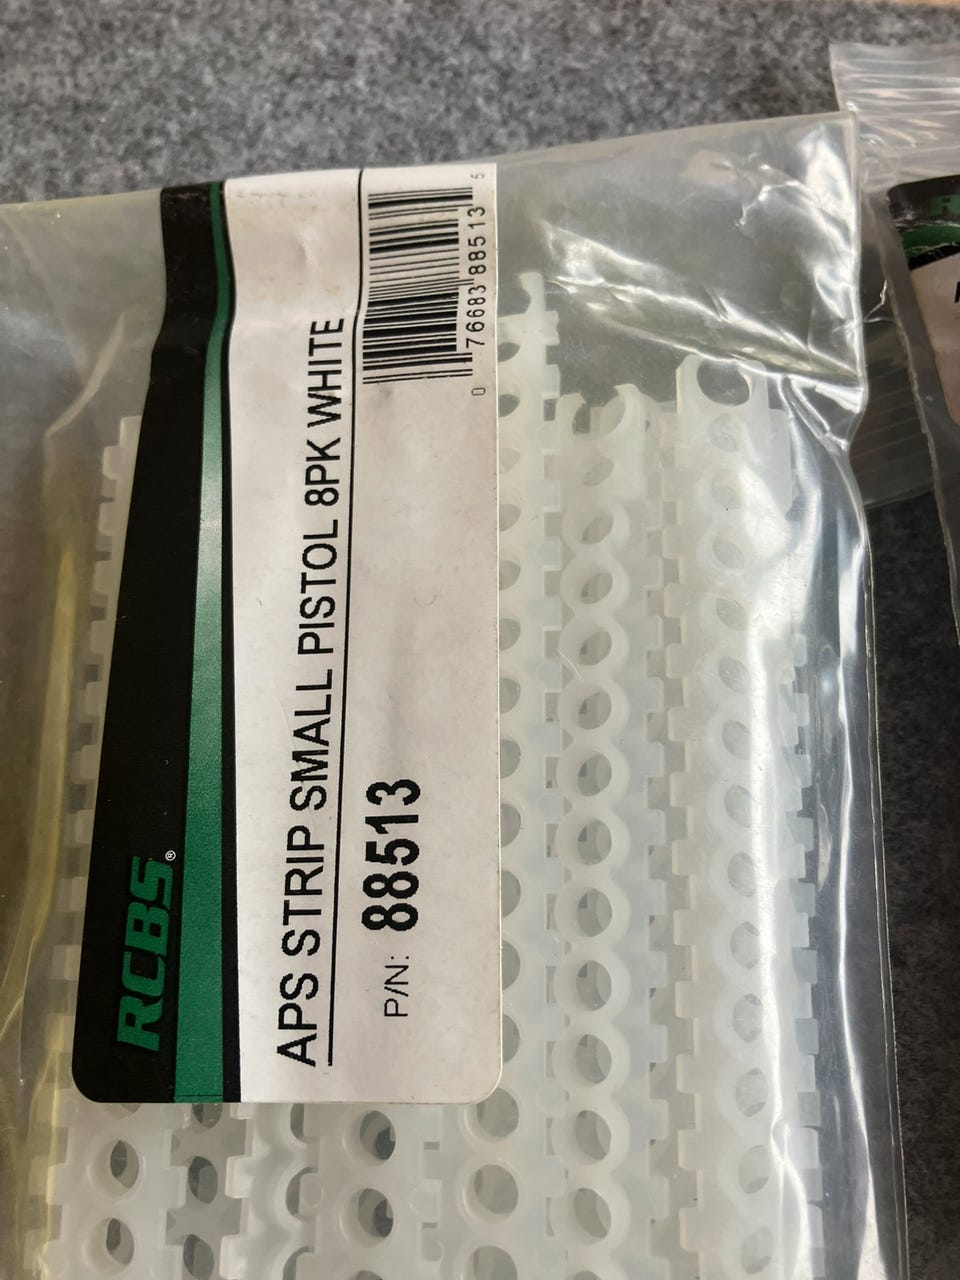 RCBS®
APS STRIP SMALL PISTOL 8PK WHITE
P/N: 88513
0 76683 88513 5